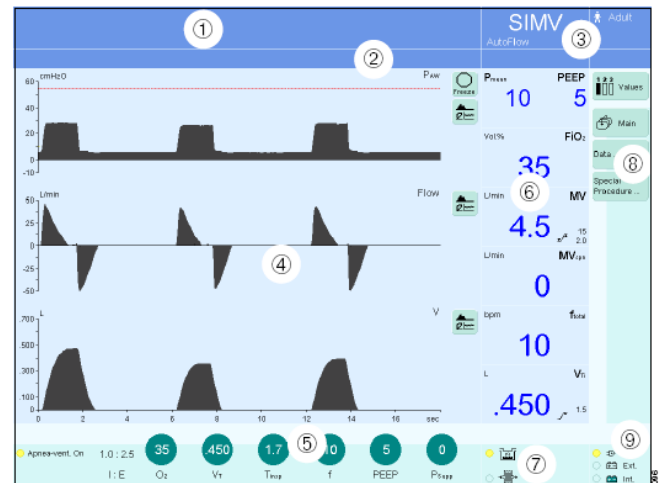 ①
SIMV
AutoFlow
③
Adult
②
cmH2O
PAW
60
40
20
0
-10
Freeze
Pmean
PEEP
10
5
Values
Main
Vol%
FiO2
35
Data
⑧
Special
Procedure ...
L/min
Flow
50
25
0
-25
-50
④
L/min
⑥
MV
4.5
15
2.0
L/min
MVspn
0
L
V
.700
500
.300
100
0
0 2 4 6 8 10 12 14 16 sec
bpm
ftotal
10
L
VTi
.450
1.5
Apnea-vent. On
1.0 : 2.5
35
.450
1.7
⑤
10
5
0
I : E
O2
VT
Tinsp
f
PEEP
PSupp
⑦
⑨
Ext.
Int.